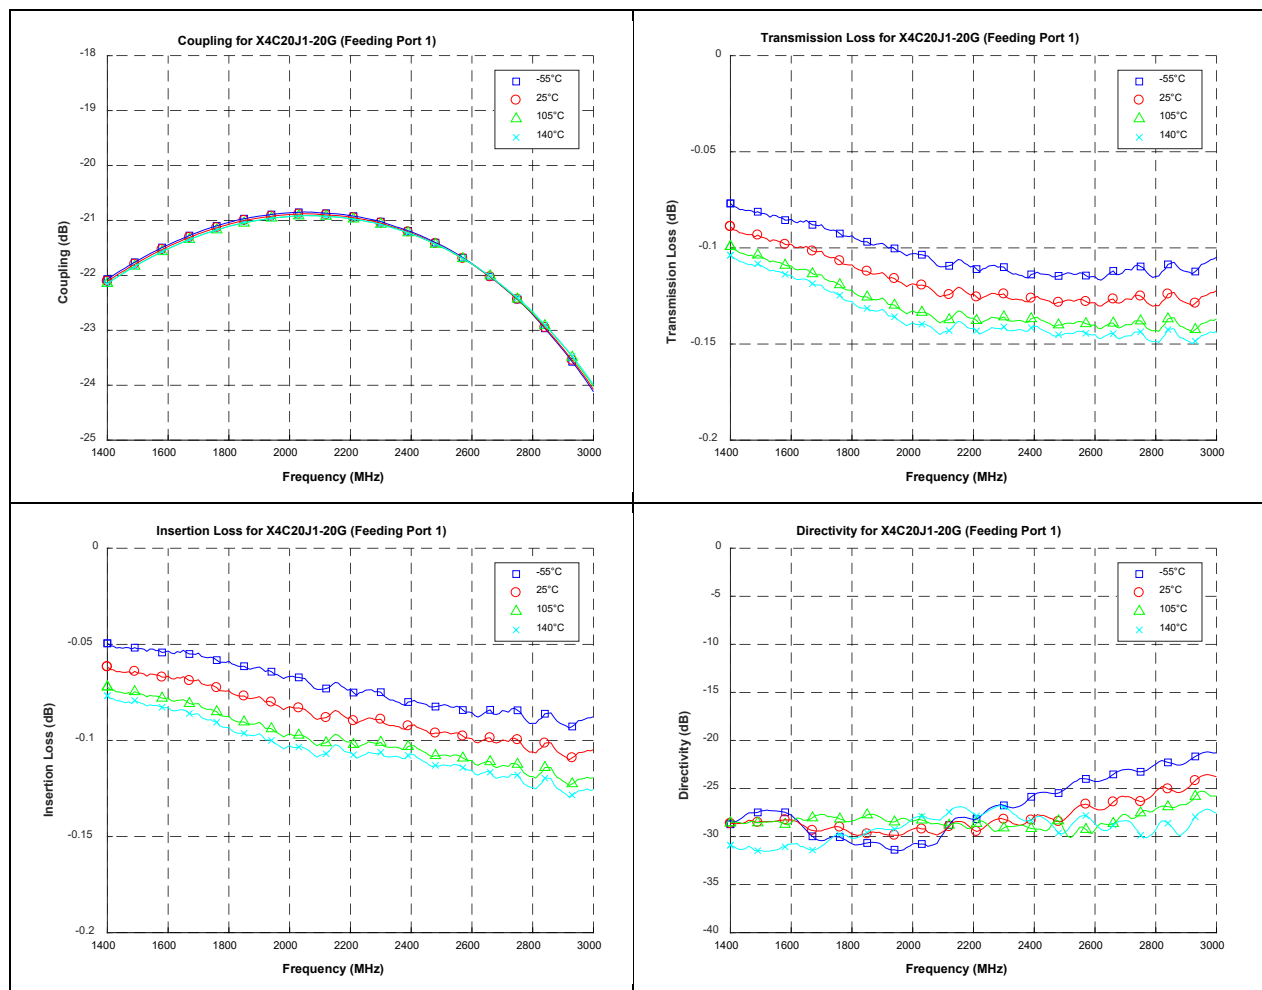 Coupling for X4C20J1-20G (Feeding Port 1)
-18
-19
-20
-21
-22
-23
-24
-25
Coupling (dB)
-55°C
25°C
105°C
140°C
1400 1600 1800 2000 2200 2400 2600 2800 3000
Frequency (MHz)
Transmission Loss for X4C20J1-20G (Feeding Port 1)
0
-0.05
-0.1
-0.15
-0.2
Transmission Loss (dB)
-55°C
25°C
105°C
140°C
1400 1600 1800 2000 2200 2400 2600 2800 3000
Frequency (MHz)
Insertion Loss for X4C20J1-20G (Feeding Port 1)
0
-0.05
-0.1
-0.15
-0.2
Insertion Loss (dB)
-55°C
25°C
105°C
140°C
1400 1600 1800 2000 2200 2400 2600 2800 3000
Frequency (MHz)
Directivity for X4C20J1-20G (Feeding Port 1)
0
-5
-10
-15
-20
-25
-30
-35
-40
Directivity (dB)
-55°C
25°C
105°C
140°C
1400 1600 1800 2000 2200 2400 2600 2800 3000
Frequency (MHz)